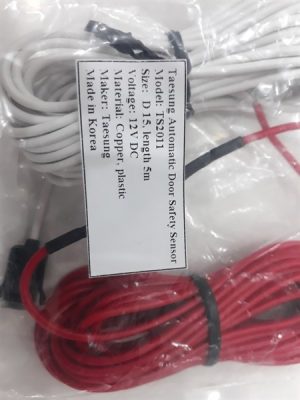 Taesung Automatic Door Safety Sensor
Model: TS2011
Size: D 15, length 5m
Voltage: 12V DC
Material: Copper, plastic
Maker: Taesung
Made in Korea